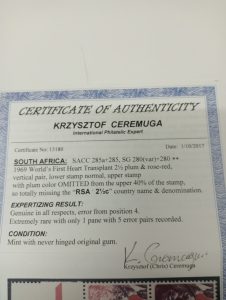 CERTIFICATE OF AUTHENTICITY
KRZYSZTOF CEREMUGA
International Philatelic Expert
Certificate No: 13180 Date: 1/10/2017
SOUTH AFRICA: SACC 285a+285, SG 280(var)+280 **
1969 World's First Heart Transplant 2½ plum & rose-red,
vertical pair, lower stamp normal, upper stamp
with plum color OMITTED from the upper 40% of the stamp,
so totally missing the "RSA 2½c" country name & denomination.
EXPERTIZING RESULT:
Genuine in all respects, error from position 4.
Extremely rare with only 1 pane with 5 error pairs recorded.
CONDITION:
Mint with never hinged original gum.
K. Ceremuga
Krzysztof (Chris) Ceremuga